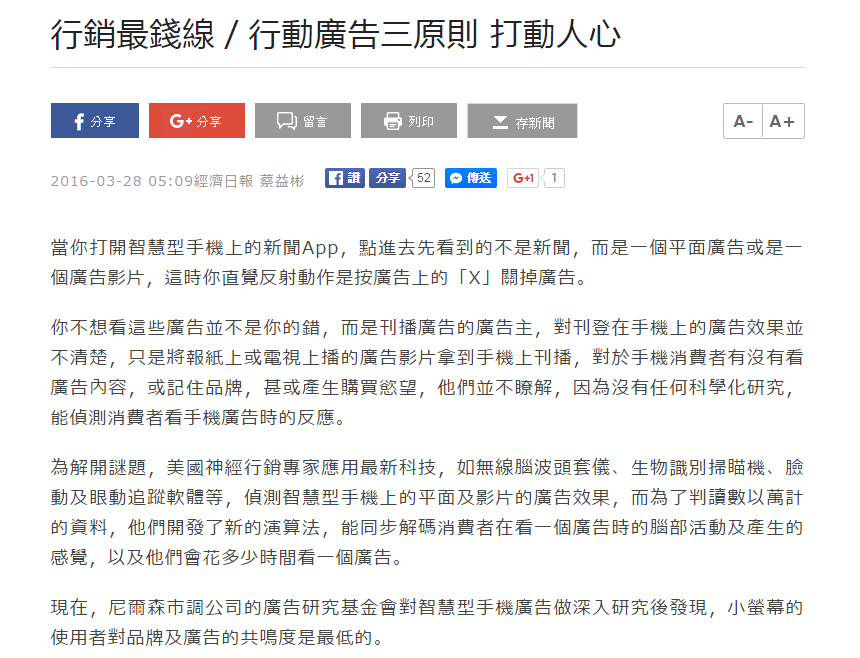 行銷最錢線／行動廣告三原則 打動人心
分享
G+ 分享
留言
列印
存新聞
A-
A+
2016-03-28 05:09經濟日報 蔡益彬
讚
分享
52
傳送
G+1
1
當你打開智慧型手機上的新聞App，點進去先看到的不是新聞，而是一個平面廣告或是一
個廣告影片，這時你直覺反射動作是按廣告上的「X」關掉廣告。
你不想看這些廣告並不是你的錯，而是刊播廣告的廣告主，對刊登在手機上的廣告效果並
不清楚，只是將報紙上或電視上播的廣告影片拿到手機上刊播，對於手機消費者有沒有看
廣告內容，或記住品牌，甚或產生購買慾望，他們並不瞭解，因為沒有任何科學化研究，
能偵測消費者看手機廣告時的反應。
為解開謎題，美國神經行銷專家應用最新科技，如無線腦波頭套儀、生物識別掃瞄機、臉
動及眼動追蹤軟體等，偵測智慧型手機上的平面及影片的廣告效果，而為了判讀數以萬計
的資料，他們開發了新的演算法，能同步解碼消費者在看一個廣告時的腦部活動及產生的
感覺，以及他們會花多少時間看一個廣告。
現在，尼爾森市調公司的廣告研究基金會對智慧型手機廣告做深入研究後發現，小螢幕的
使用者對品牌及廣告的共鳴度是最低的。